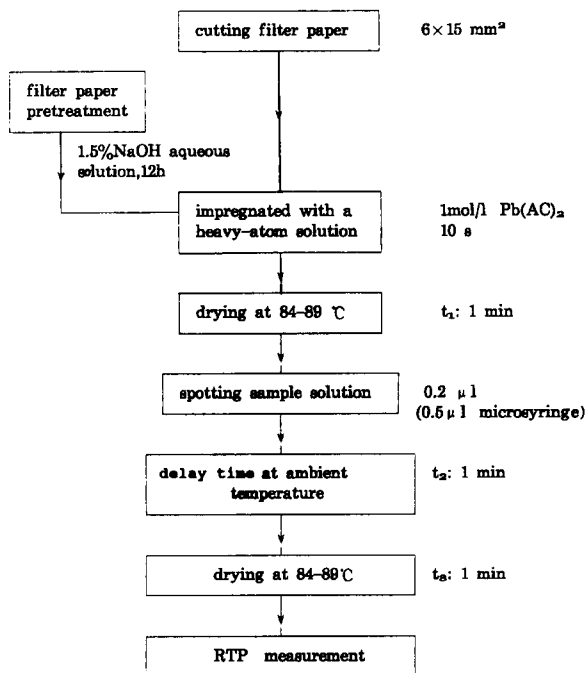 cutting filter paper
6×15 mm²
filter paper
pretreatment
1.5%NaOH aqueous
solution,12h
impregnated with a
heavy-atom solution
1mol/l Pb(AC)₂
10 s
drying at 84–89 ℃
t₁: 1 min
spotting sample solution
0.2 μl
(0.5μl microsyringe)
delay time at ambient
temperature
t₂: 1 min
drying at 84–89℃
t₃: 1 min
RTP measurement